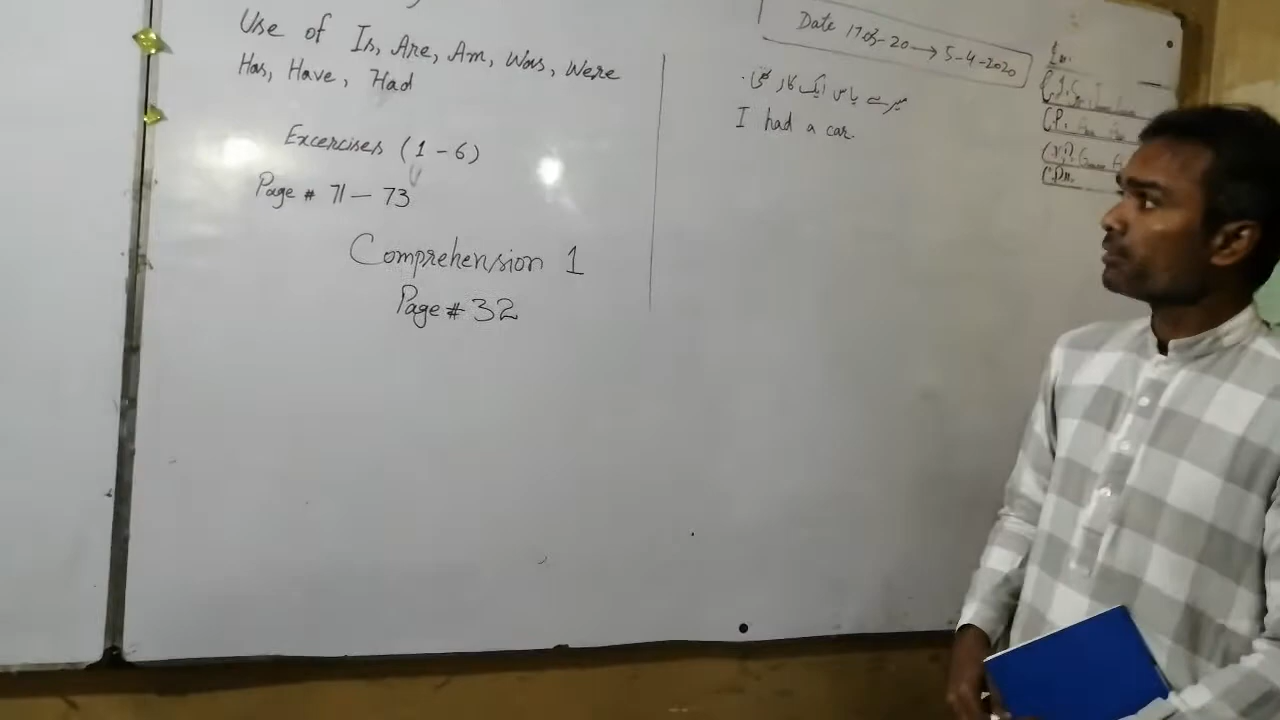 Use of Is, Are, Am, Was, Were
Has, Have, Had
Excercises (1 - 6)
Page # 71 — 73
Comprehension 1
Page # 32
Date 17-03-20 → 5-4-2020
میرے پاس ایک کار تھی.
I had a car.